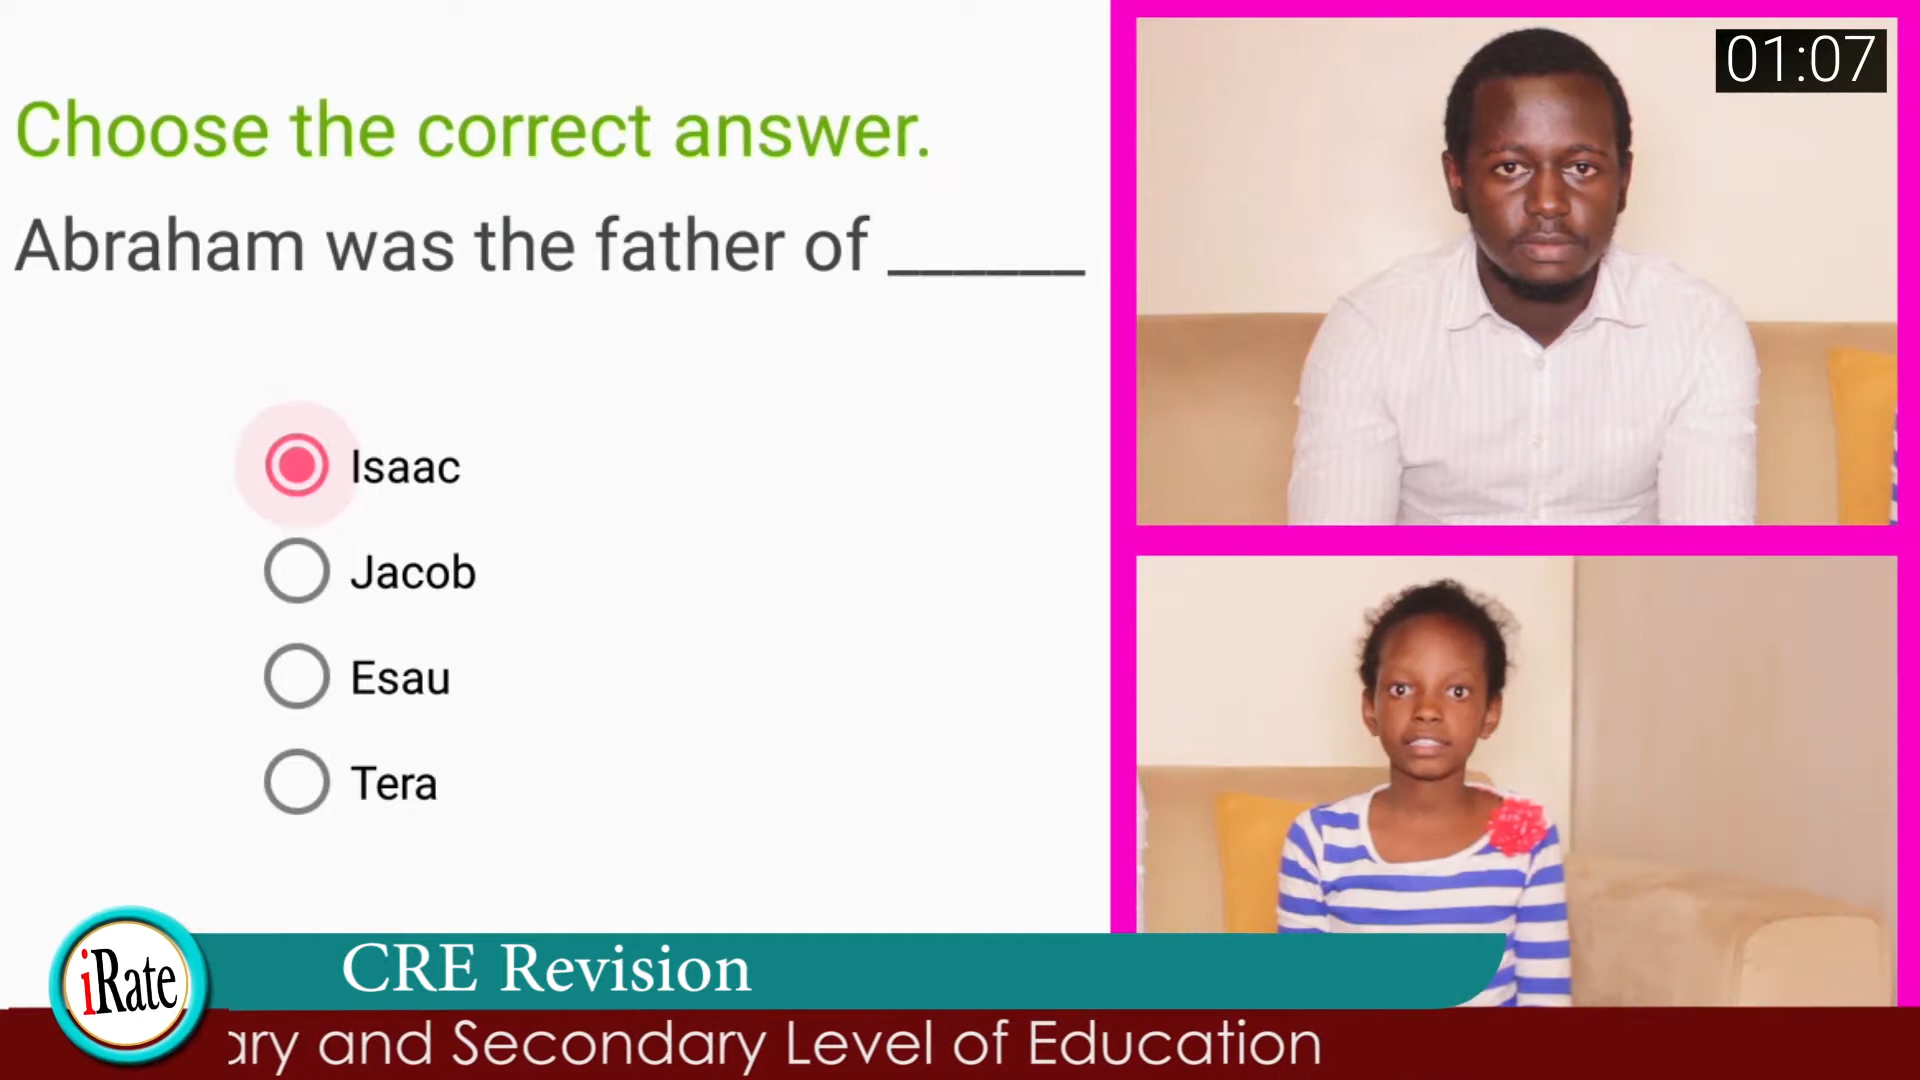 Choose the correct answer.
Abraham was the father of ______
Isaac
Jacob
Esau
Tera
01:07
iRate
CRE Revision
ary and Secondary Level of Education